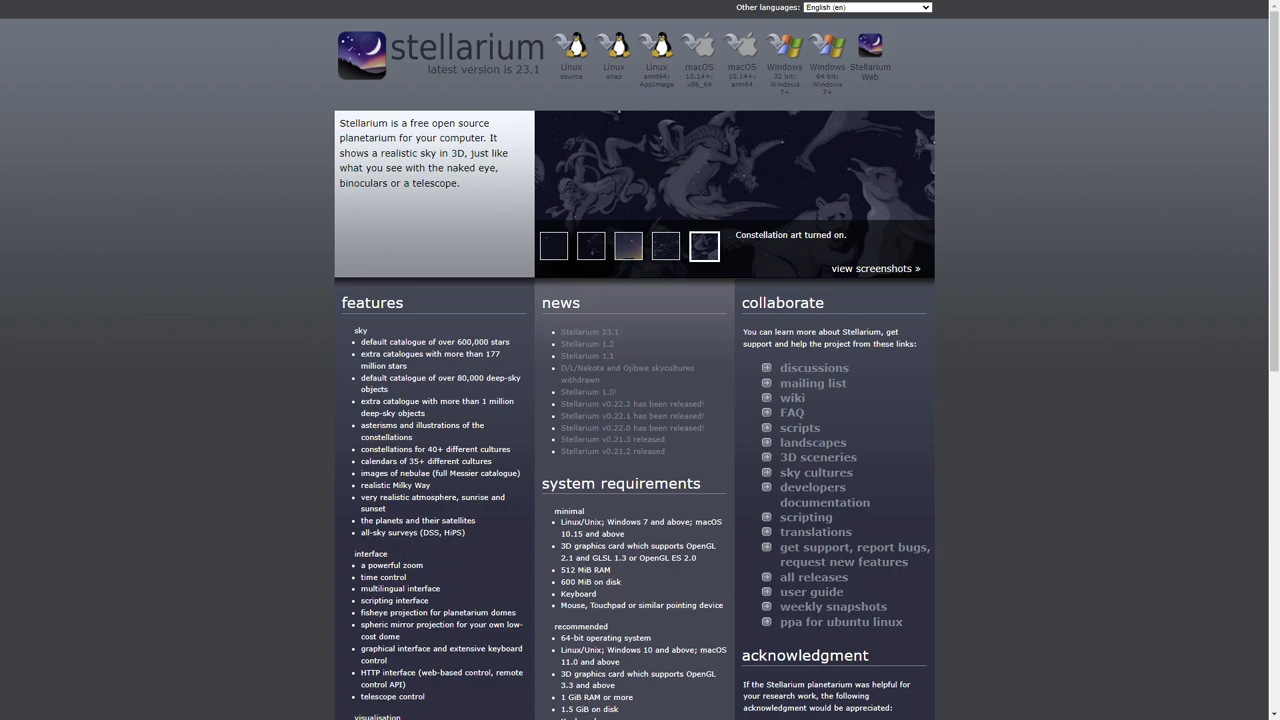 Other languages: English (en)
stellarium
latest version is 23.1
Linux
source
Linux
snap
Linux
amd64;
AppImage
macOS
10.14+;
x86_64
macOS
10.14+;
arm64
Windows
32 bit;
Windows
7+
Windows
64 bit;
Windows
7+
Stellarium
Web
Stellarium is a free open source
planetarium for your computer. It
shows a realistic sky in 3D, just like
what you see with the naked eye,
binoculars or a telescope.
Constellation art turned on.
view screenshots »
features
sky
default catalogue of over 600,000 stars
extra catalogues with more than 177
million stars
default catalogue of over 80,000 deep-sky
objects
extra catalogue with more than 1 million
deep-sky objects
asterisms and illustrations of the
constellations
constellations for 40+ different cultures
calendars of 35+ different cultures
images of nebulae (full Messier catalogue)
realistic Milky Way
very realistic atmosphere, sunrise and
sunset
the planets and their satellites
all-sky surveys (DSS, HiPS)
interface
a powerful zoom
time control
multilingual interface
scripting interface
fisheye projection for planetarium domes
spheric mirror projection for your own low-
cost dome
graphical interface and extensive keyboard
control
HTTP interface (web-based control, remote
control API)
telescope control
visualisation
news
Stellarium 23.1
Stellarium 1.2
Stellarium 1.1
D/L/Nakota and Ojibwe skycultures
withdrawn
Stellarium 1.0!
Stellarium v0.22.2 has been released!
Stellarium v0.22.1 has been released!
Stellarium v0.22.0 has been released!
Stellarium v0.21.3 released
Stellarium v0.21.2 released
system requirements
minimal
Linux/Unix; Windows 7 and above; macOS
10.15 and above
3D graphics card which supports OpenGL
2.1 and GLSL 1.3 or OpenGL ES 2.0
512 MiB RAM
600 MiB on disk
Keyboard
Mouse, Touchpad or similar pointing device
recommended
64-bit operating system
Linux/Unix; Windows 10 and above; macOS
11.0 and above
3D graphics card which supports OpenGL
3.3 and above
1 GiB RAM or more
1.5 GiB on disk
collaborate
You can learn more about Stellarium, get
support and help the project from these links:
discussions
mailing list
wiki
FAQ
scripts
landscapes
3D sceneries
sky cultures
developers
documentation
scripting
translations
get support, report bugs,
request new features
all releases
user guide
weekly snapshots
ppa for ubuntu linux
acknowledgment
If the Stellarium planetarium was helpful for
your research work, the following
acknowledgment would be appreciated: